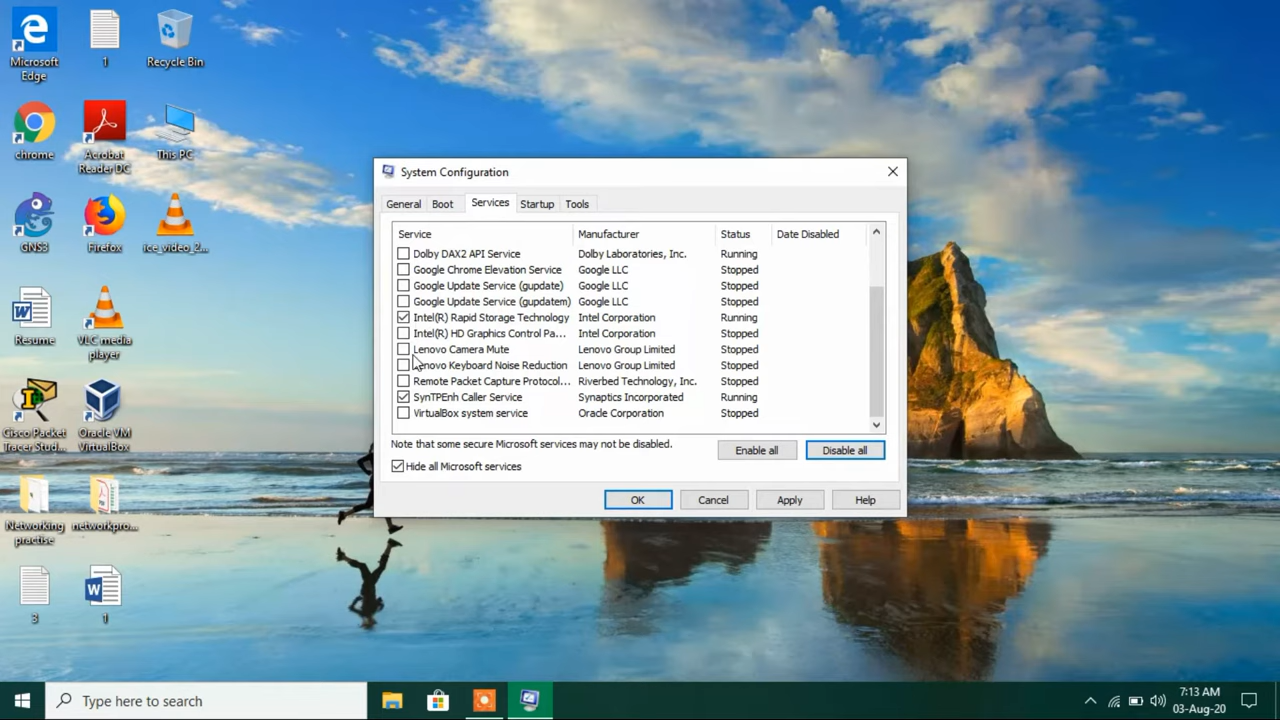 Microsoft
Edge
1
Recycle Bin
chrome
Acrobat
Reader DC
This PC
GNS3
Firefox
ice_video_2...
Resume
VLC media
player
Cisco Packet
Tracer Stud...
Oracle VM
VirtualBox
Networking
practise
networkpro...
3
1
System Configuration
General
Boot
Services
Startup
Tools
Service Manufacturer Status Date Disabled
Dolby DAX2 API Service Dolby Laboratories, Inc. Running
Google Chrome Elevation Service Google LLC Stopped
Google Update Service (gupdate) Google LLC Stopped
Google Update Service (gupdatem) Google LLC Stopped
Intel(R) Rapid Storage Technology Intel Corporation Running
Intel(R) HD Graphics Control Pa... Intel Corporation Stopped
Lenovo Camera Mute Lenovo Group Limited Stopped
Lenovo Keyboard Noise Reduction Lenovo Group Limited Stopped
Remote Packet Capture Protocol... Riverbed Technology, Inc. Stopped
SynTPEnh Caller Service Synaptics Incorporated Running
VirtualBox system service Oracle Corporation Stopped
Note that some secure Microsoft services may not be disabled.
Enable all
Disable all
Hide all Microsoft services
OK
Cancel
Apply
Help
Type here to search
7:13 AM
03-Aug-20